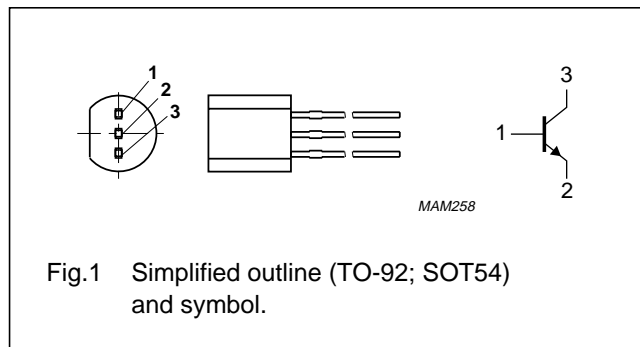 1
2
3
3
1
2
MAM258
Fig.1 Simplified outline (TO-92; SOT54)
and symbol.